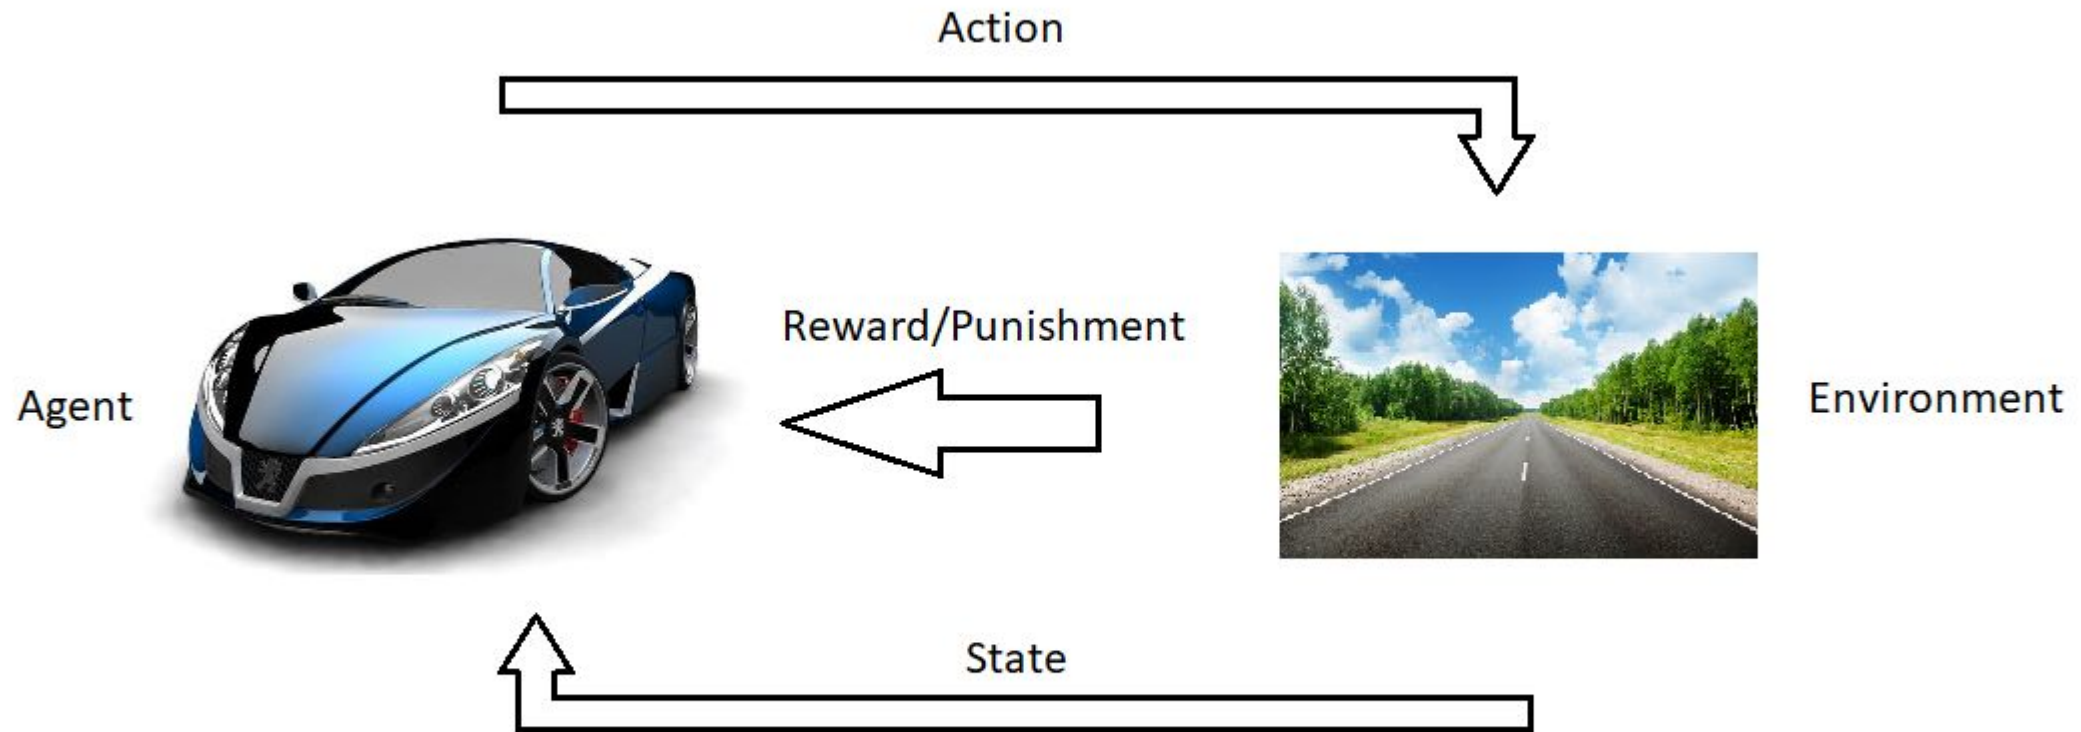 Action
Reward/Punishment
Agent
Environment
State